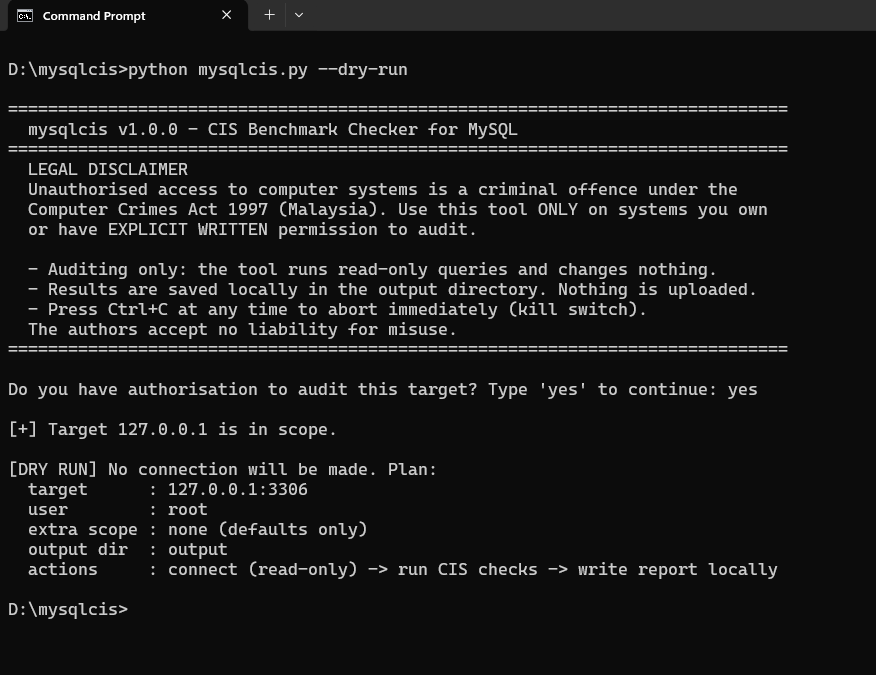 Command Prompt
D:\mysqlcis>python mysqlcis.py --dry-run
==============================================================================
mysqlcis v1.0.0 - CIS Benchmark Checker for MySQL
==============================================================================
LEGAL DISCLAIMER
Unauthorised access to computer systems is a criminal offence under the
Computer Crimes Act 1997 (Malaysia). Use this tool ONLY on systems you own
or have EXPLICIT WRITTEN permission to audit.
- Auditing only: the tool runs read-only queries and changes nothing.
- Results are saved locally in the output directory. Nothing is uploaded.
- Press Ctrl+C at any time to abort immediately (kill switch).
The authors accept no liability for misuse.
==============================================================================
Do you have authorisation to audit this target? Type 'yes' to continue: yes
[+] Target 127.0.0.1 is in scope.
[DRY RUN] No connection will be made. Plan:
target      : 127.0.0.1:3306
user        : root
extra scope : none (defaults only)
output dir  : output
actions     : connect (read-only) -> run CIS checks -> write report locally
D:\mysqlcis>